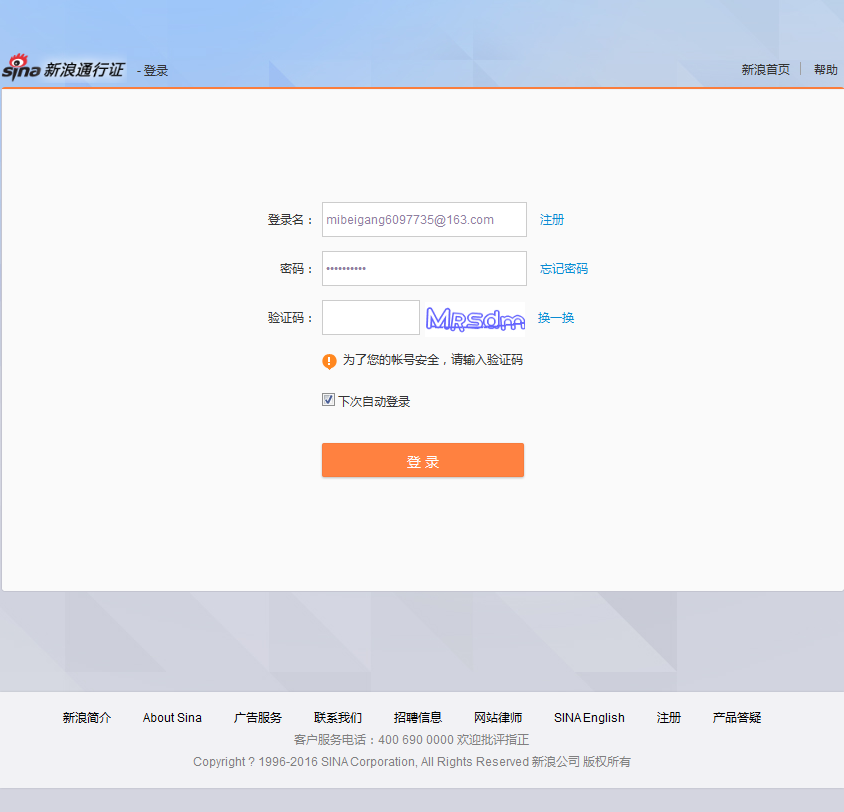 sina 新浪通行证 - 登录 新浪首页 | 帮助
登录名： mibeigang6097735@163.com 注册
密码： •••••••••• 忘记密码
验证码： 换一换
为了您的帐号安全，请输入验证码
下次自动登录
登 录
新浪简介 About Sina 广告服务 联系我们 招聘信息 网站律师 SINA English 注册 产品答疑
客户服务电话：400 690 0000 欢迎批评指正
Copyright ? 1996-2016 SINA Corporation, All Rights Reserved 新浪公司 版权所有